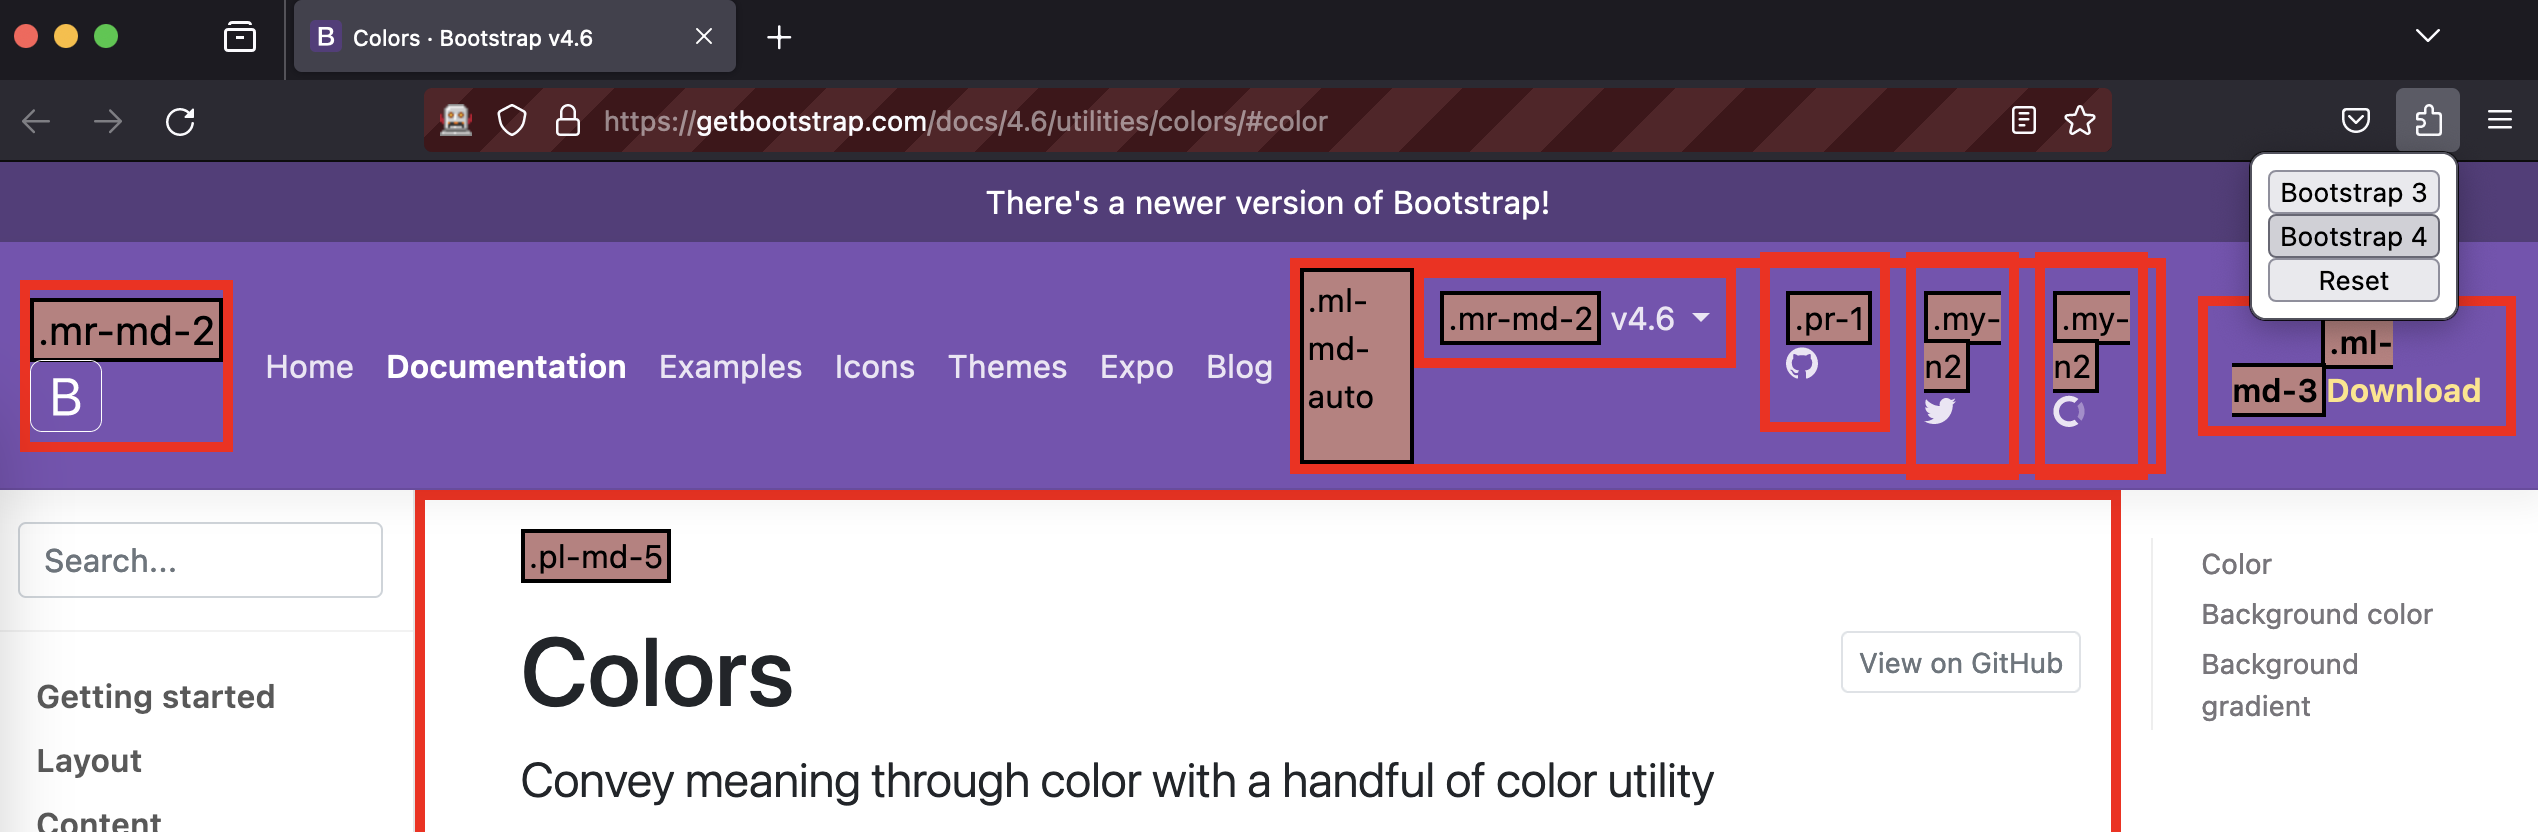 B Colors · Bootstrap v4.6
https://getbootstrap.com/docs/4.6/utilities/colors/#color
Bootstrap 3
Bootstrap 4
Reset
There's a newer version of Bootstrap!
.mr-md-2
B
Home Documentation Examples Icons Themes Expo Blog
.ml-
md-
auto
.mr-md-2 v4.6
.pr-1
.my-
n2
.my-
n2
.ml-
md-3 Download
Search...
Getting started
Layout
Content
.pl-md-5
Colors
View on GitHub
Convey meaning through color with a handful of color utility
Color
Background color
Background
gradient